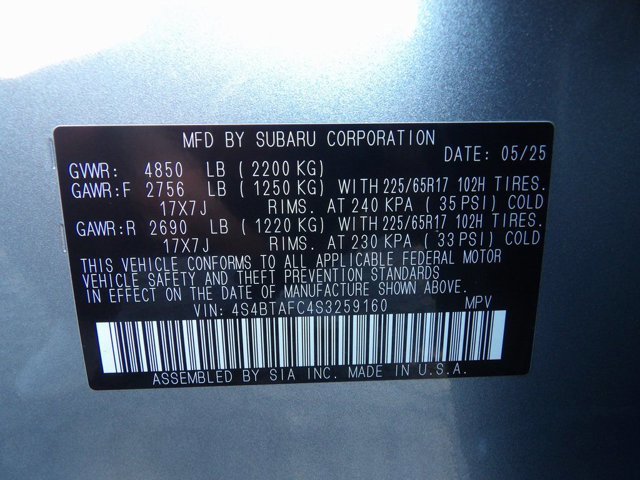 MFD BY SUBARU CORPORATION
DATE: 05/25
GVWR: 4850 LB (2200 KG)
GAWR:F 2756 LB (1250 KG) WITH 225/65R17 102H TIRES.
17X7J RIMS. AT 240 KPA (35 PSI) COLD
GAWR:R 2690 LB (1220 KG) WITH 225/65R17 102H TIRES.
17X7J RIMS. AT 230 KPA (33 PSI) COLD
THIS VEHICLE CONFORMS TO ALL APPLICABLE FEDERAL MOTOR
VEHICLE SAFETY AND THEFT PREVENTION STANDARDS
IN EFFECT ON THE DATE OF MANUFACTURE SHOWN ABOVE.
VIN: 4S4BTAFC4S3259160 MPV
ASSEMBLED BY SIA INC. MADE IN U.S.A.